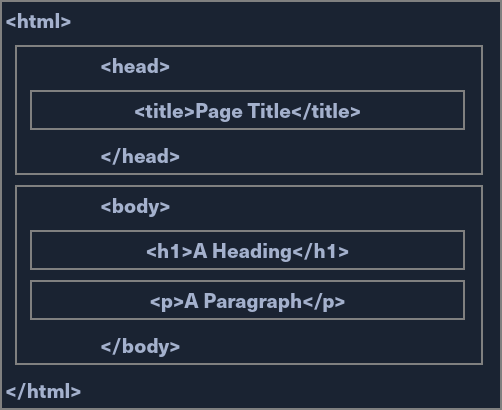 <html>
<head>
<title>Page Title</title>
</head>
<body>
<h1>A Heading</h1>
<p>A Paragraph</p>
</body>
</html>